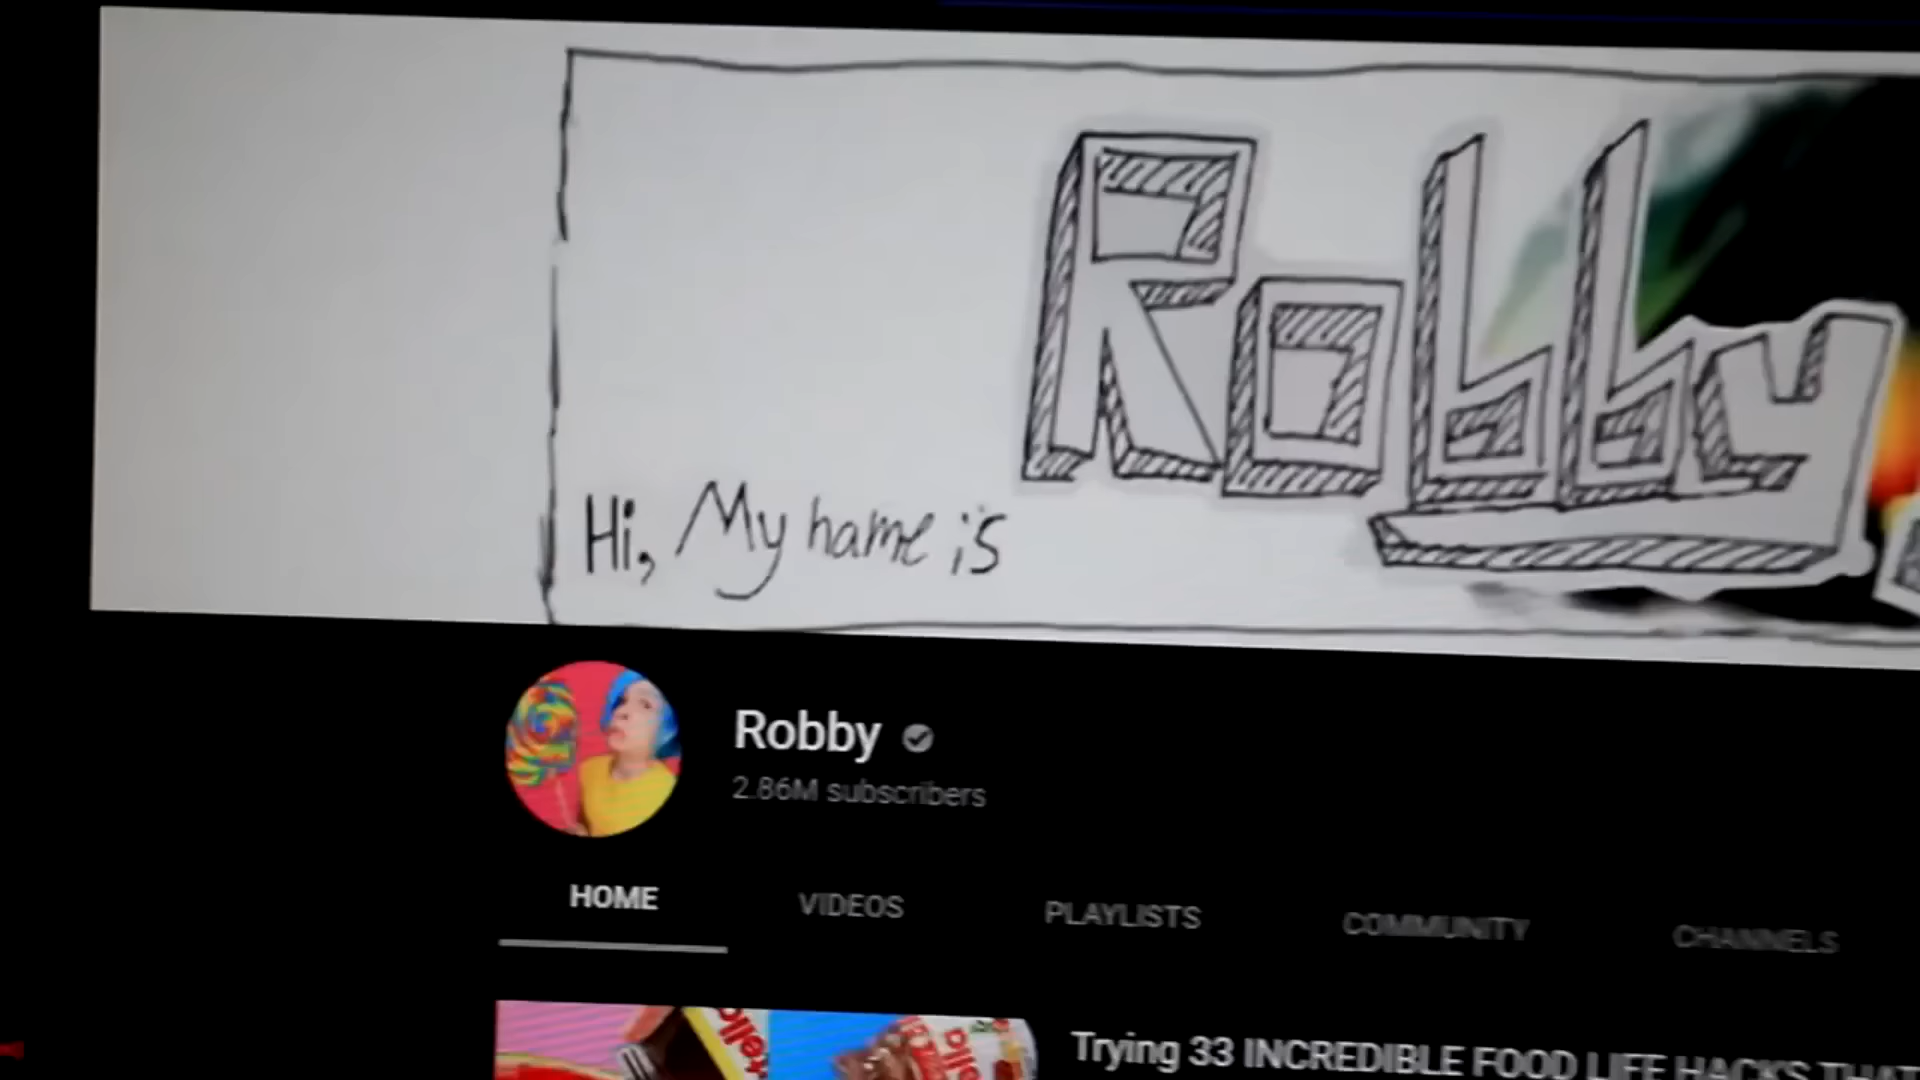 Robby
Hi, My name is
Robby
2.86M subscribers
HOME VIDEOS PLAYLISTS COMMUNITY CHANNELS
Trying 33 INCREDIBLE FOOD LIFE HACKS THAT